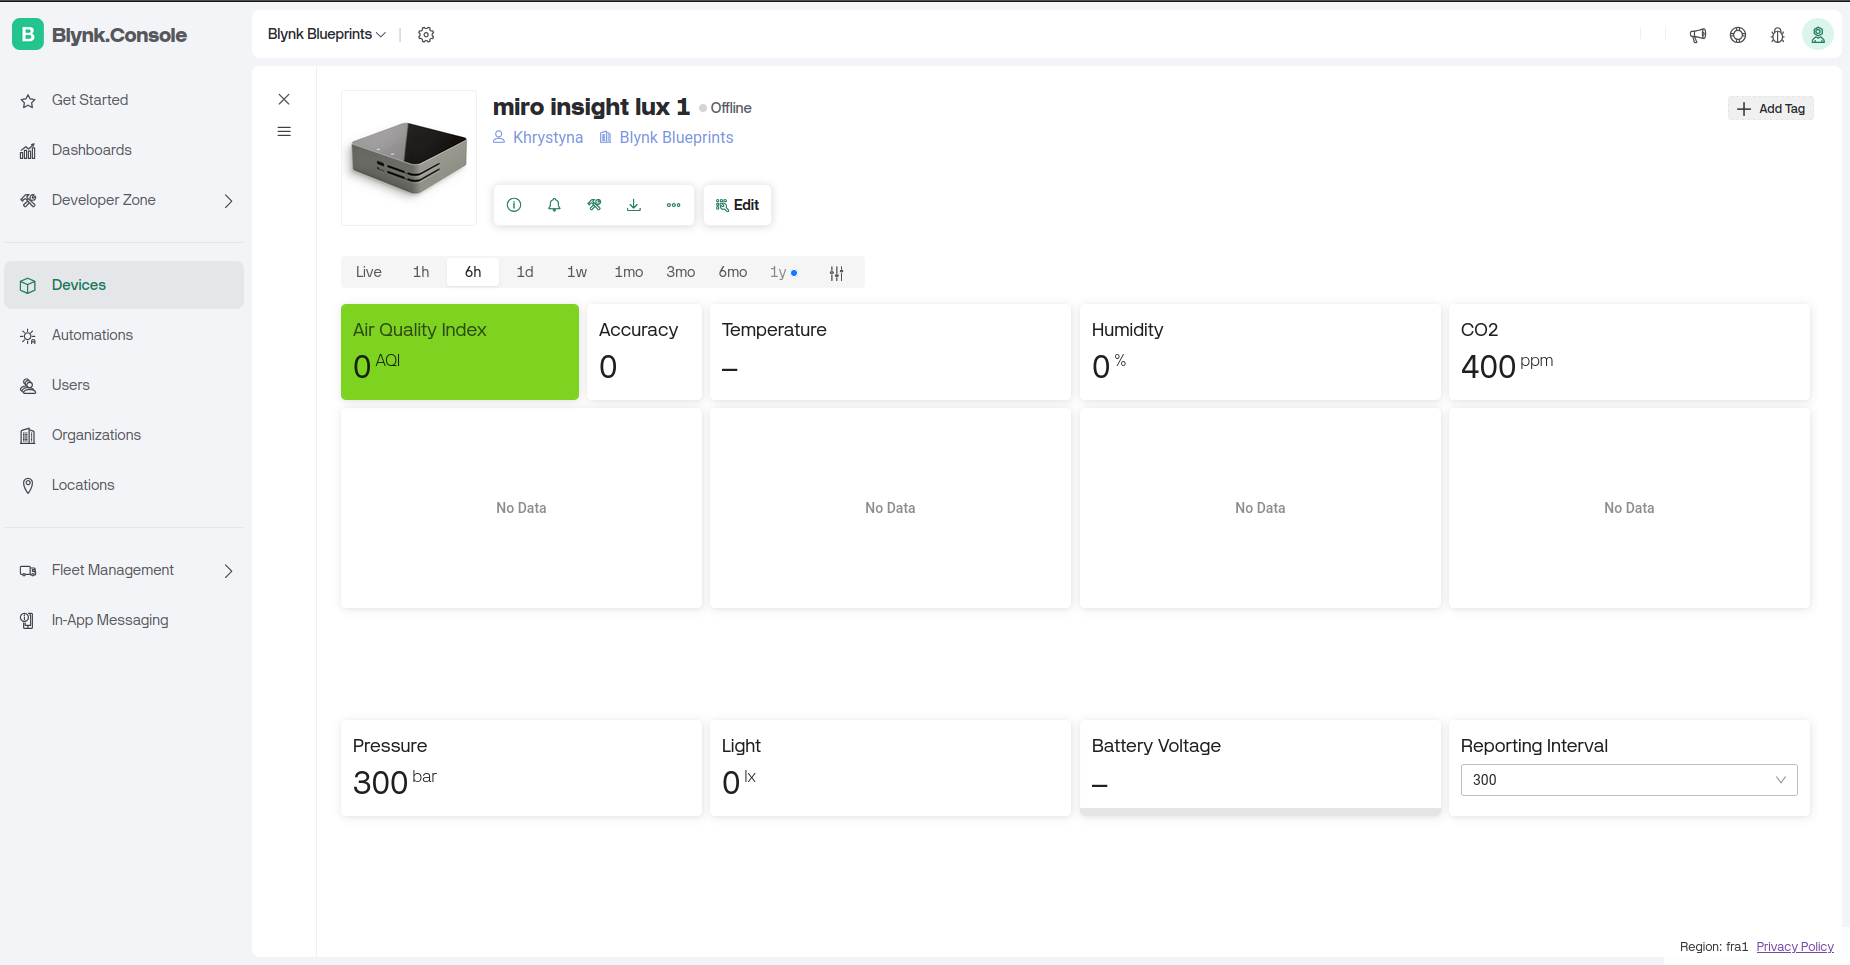 B Blynk.Console
Blynk Blueprints
Get Started
Dashboards
Developer Zone
Devices
Automations
Users
Organizations
Locations
Fleet Management
In-App Messaging
miro insight lux 1 Offline
Khrystyna Blynk Blueprints
Add Tag
Edit
Live 1h 6h 1d 1w 1mo 3mo 6mo 1y
Air Quality Index
0 AQI
Accuracy
0
Temperature
–
Humidity
0 %
CO2
400 ppm
No Data
No Data
No Data
No Data
Pressure
300 bar
Light
0 lx
Battery Voltage
–
Reporting Interval
300
Region: fra1 Privacy Policy